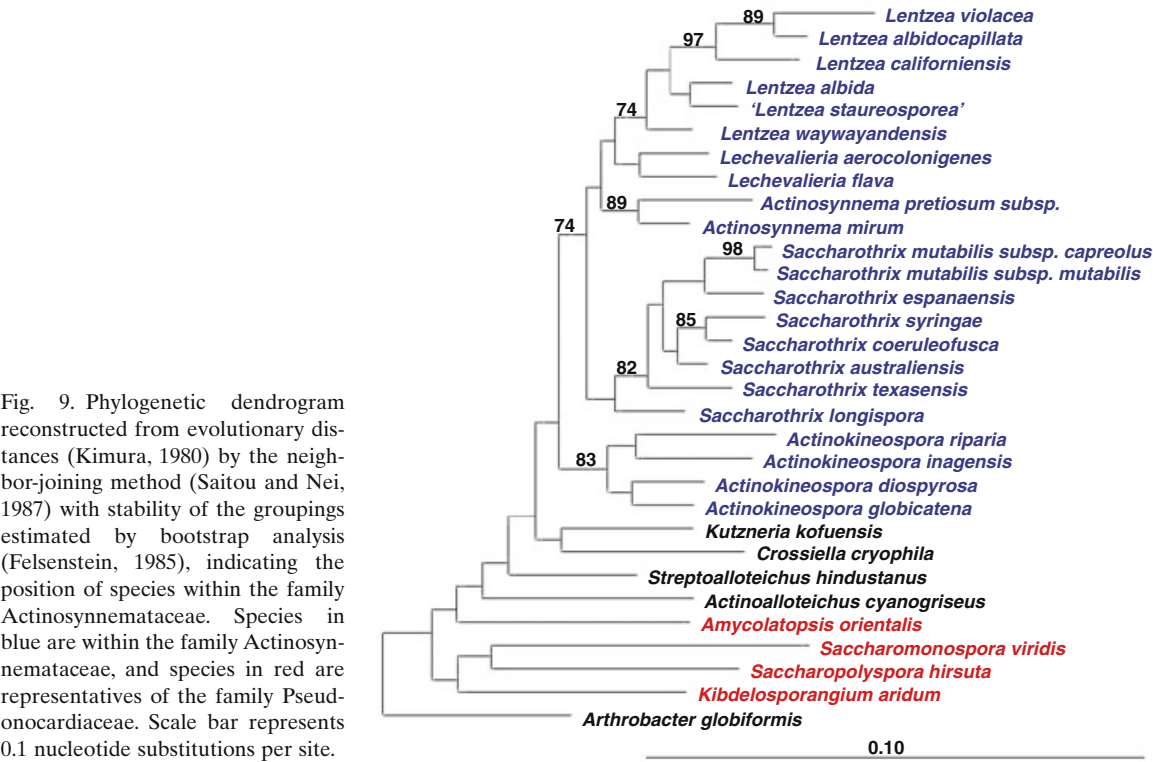 Fig. 9. Phylogenetic dendrogram
reconstructed from evolutionary dis-
tances (Kimura, 1980) by the neigh-
bor-joining method (Saitou and Nei,
1987) with stability of the groupings
estimated by bootstrap analysis
(Felsenstein, 1985), indicating the
position of species within the family
Actinosynnemataceae. Species in
blue are within the family Actinosyn-
nemataceae, and species in red are
representatives of the family Pseud-
onocardiaceae. Scale bar represents
0.1 nucleotide substitutions per site.
89
Lentzea violacea
Lentzea albidocapillata
97
Lentzea californiensis
Lentzea albida
'Lentzea staureosporea'
74
Lentzea waywayandensis
Lechevalieria aerocolonigenes
Lechevalieria flava
89
Actinosynnema pretiosum subsp.
Actinosynnema mirum
74
98
Saccharothrix mutabilis subsp. capreolus
Saccharothrix mutabilis subsp. mutabilis
Saccharothrix espanaensis
85
Saccharothrix syringae
Saccharothrix coeruleofusca
Saccharothrix australiensis
82
Saccharothrix texasensis
Saccharothrix longispora
Actinokineospora riparia
83
Actinokineospora inagensis
Actinokineospora diospyrosa
Actinokineospora globicatena
Kutzneria kofuensis
Crossiella cryophila
Streptoalloteichus hindustanus
Actinoalloteichus cyanogriseus
Amycolatopsis orientalis
Saccharomonospora viridis
Saccharopolyspora hirsuta
Kibdelosporangium aridum
Arthrobacter globiformis
0.10